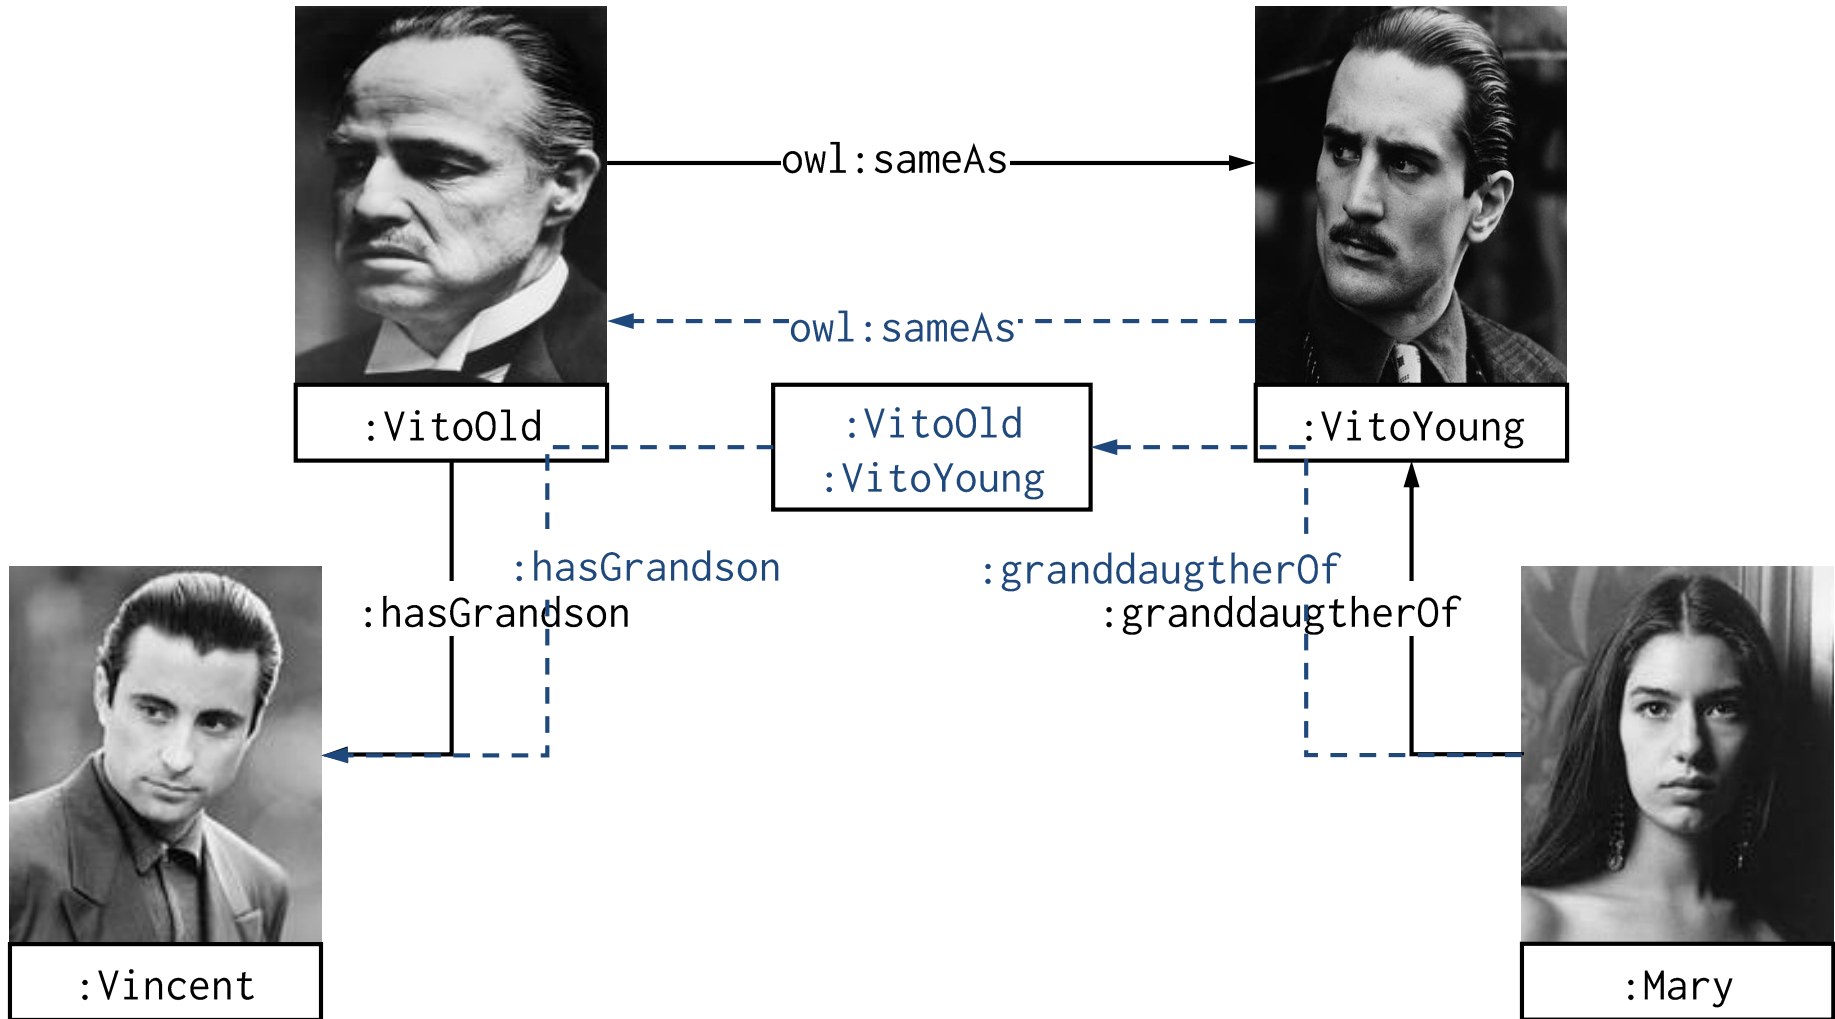 owl:sameAs
owl:sameAs
:VitoOld
:VitoOld
:VitoYoung
:VitoYoung
:hasGrandson
:granddaugtherOf
:hasGrandson
:granddaugtherOf
:Vincent
:Mary